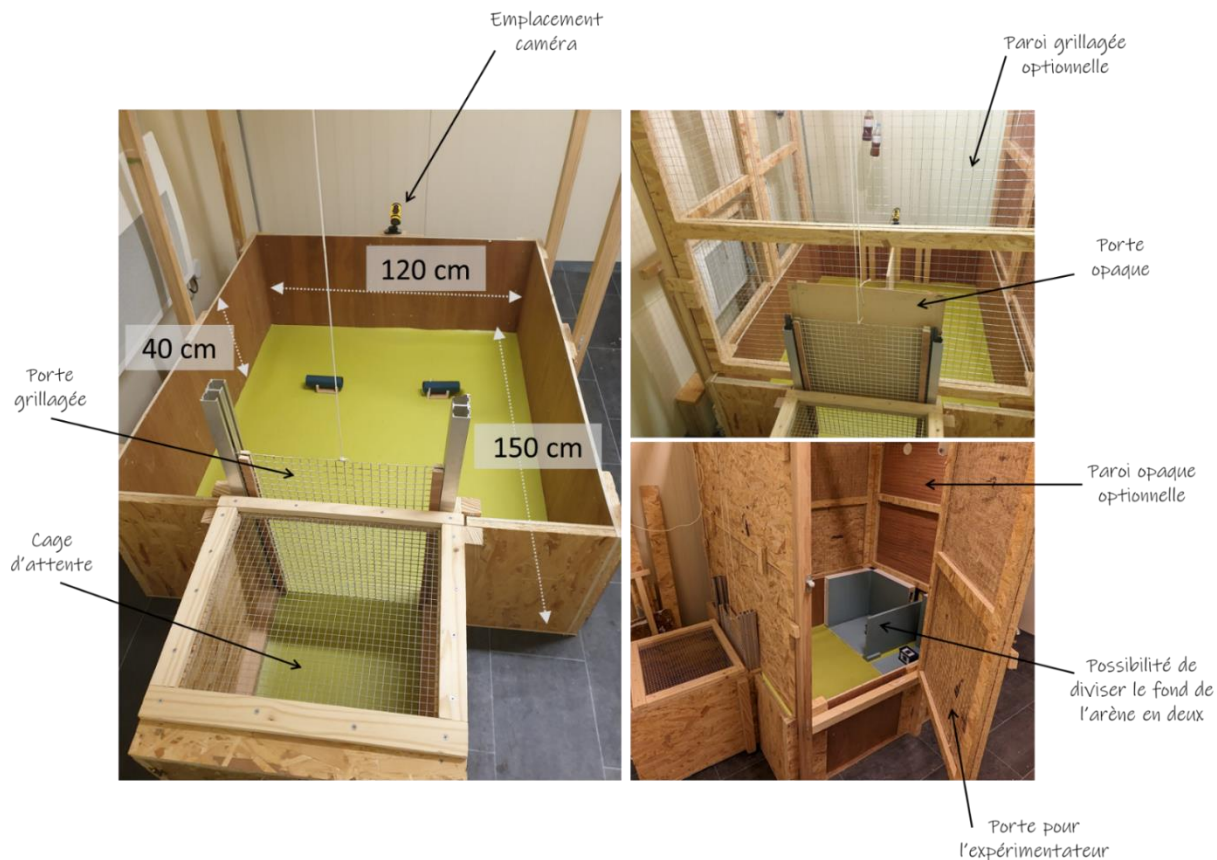 Emplacement
caméra
Paroi grillagée
optionnelle
120 cm
Porte
opaque
40 cm
Porte
grillagée
150 cm
Paroi opaque
optionnelle
Cage
d'attente
Possibilité de
diviser le fond de
l'arène en deux
Porte pour
l'expérimentateur